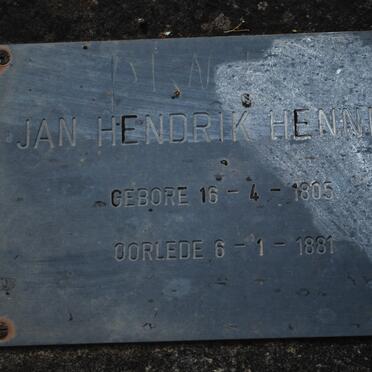 JAN HENDRIK HENN
GEBORE 16 - 4 - 1805
OORLEDE 6 - 1 - 1881